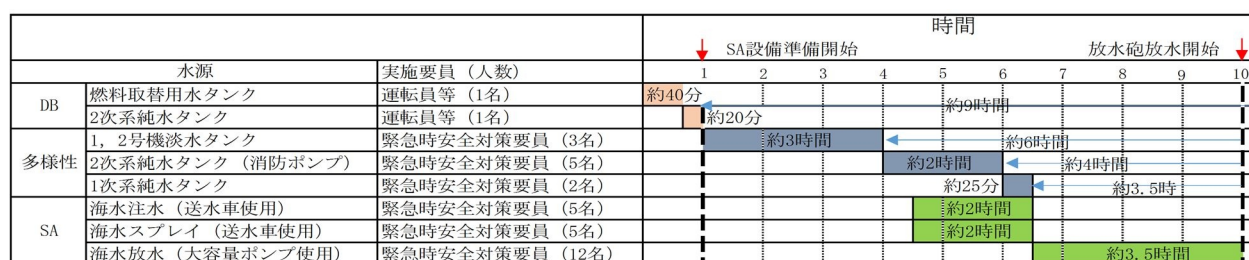 時間
SA設備準備開始 放水砲放水開始
水源 実施要員（人数） 1 2 3 4 5 6 7 8 9 10
DB 燃料取替用水タンク 運転員等（1名） 約40分 約9時間
2次系純水タンク 運転員等（1名） 約20分
多様性 1，2号機淡水タンク 緊急時安全対策要員（3名） 約3時間 約6時間
2次系純水タンク（消防ポンプ） 緊急時安全対策要員（5名） 約2時間 約4時間
1次系純水タンク 緊急時安全対策要員（2名） 約25分 約3.5時
SA 海水注水（送水車使用） 緊急時安全対策要員（5名） 約2時間
海水スプレイ（送水車使用） 緊急時安全対策要員（5名） 約2時間
海水放水（大容量ポンプ使用） 緊急時安全対策要員（12名） 約3.5時間